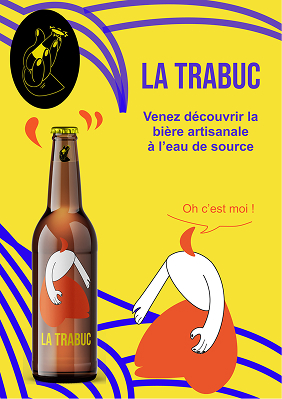 LA TRABUC
Venez découvrir la
bière artisanale
à l'eau de source
Oh c'est moi !
LA TRABUC